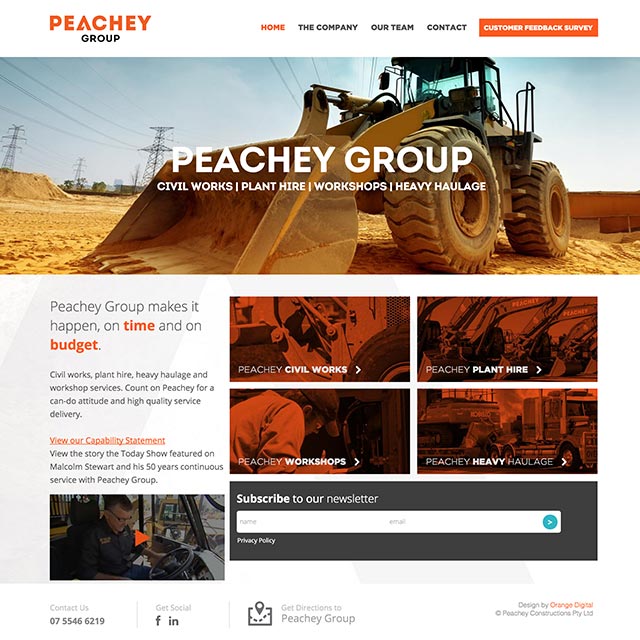 PEACHEY
GROUP
HOME THE COMPANY OUR TEAM CONTACT CUSTOMER FEEDBACK SURVEY
PEACHEY GROUP
CIVIL WORKS | PLANT HIRE | WORKSHOPS | HEAVY HAULAGE
Peachey Group makes it
happen, on time and on
budget.
Civil works, plant hire, heavy haulage and
workshop services. Count on Peachey for a
can-do attitude and high quality service
delivery.
View our Capability Statement
View the story the Today Show featured on
Malcolm Stewart and his 50 years continuous
service with Peachey Group.
PEACHEY CIVIL WORKS
PEACHEY PLANT HIRE
PEACHEY WORKSHOPS
PEACHEY HEAVY HAULAGE
Subscribe to our newsletter
name email
Privacy Policy
Contact Us
07 5546 6219
Get Social
f in
Get Directions to
Peachey Group
Design by Orange Digital
© Peachey Constructions Pty Ltd